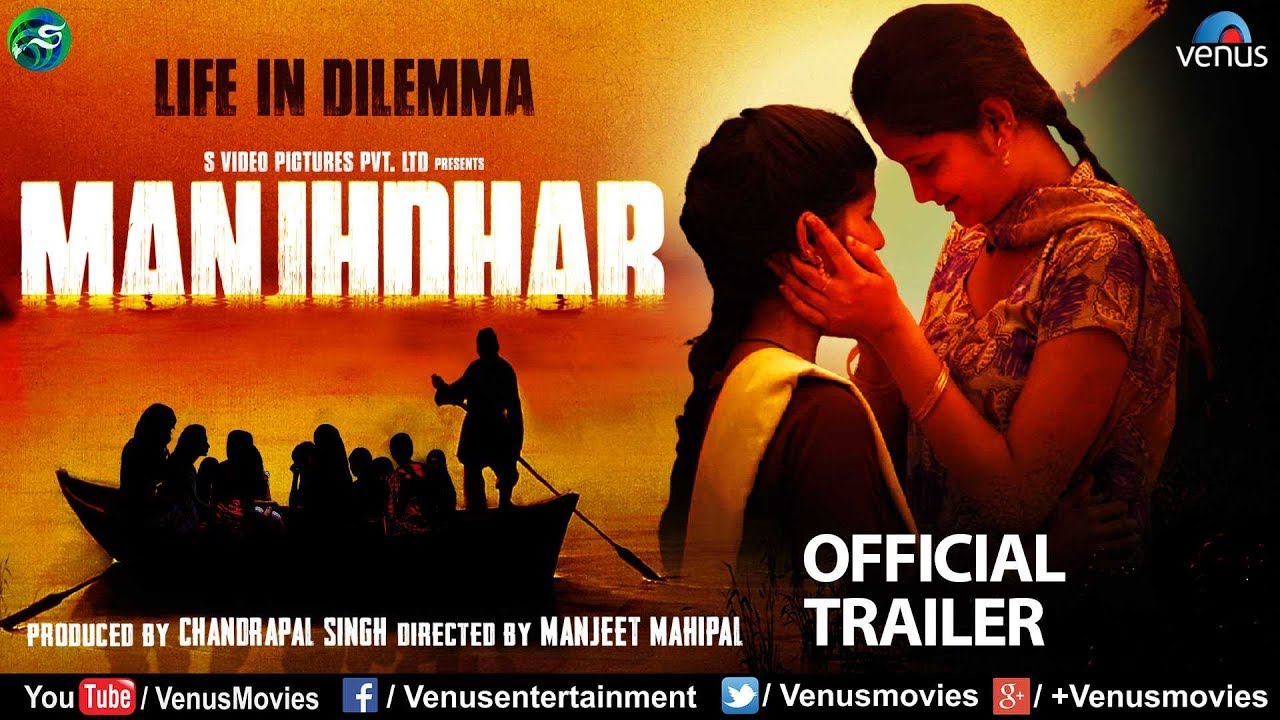 LIFE IN DILEMMA
VENUS
S VIDEO PICTURES PVT. LTD PRESENTS
MANJHDHAR
OFFICIAL
TRAILER
PRODUCED BY CHANDRAPAL SINGH DIRECTED BY MANJEET MAHIPAL
You Tube / VenusMovies f / Venusentertainment / Venusmovies g+ / +Venusmovies